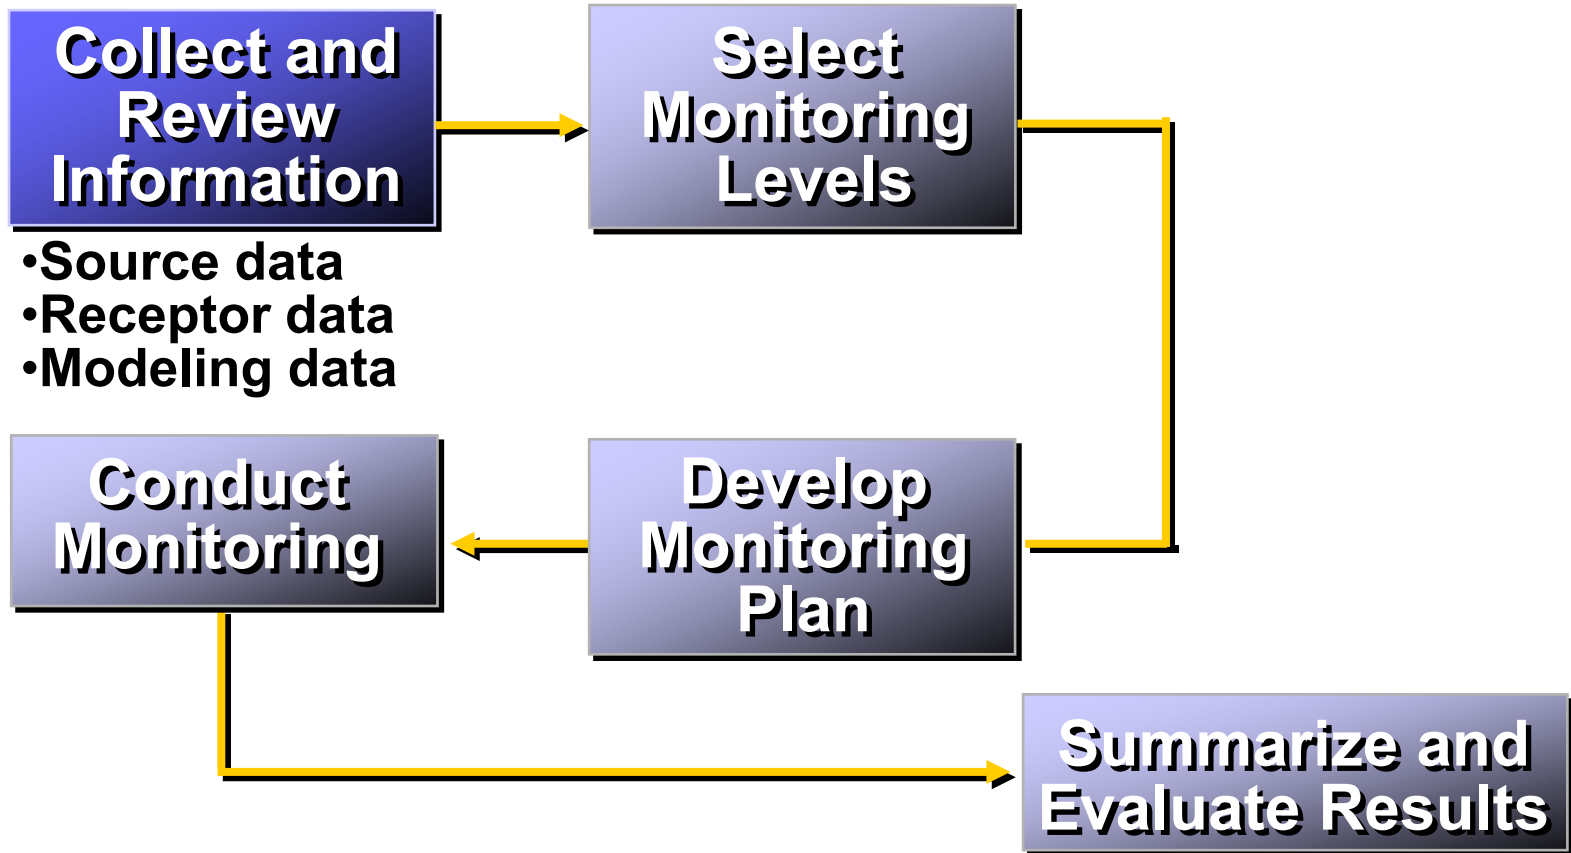 Collect and
Review
Information
Select
Monitoring
Levels
•Source data
•Receptor data
•Modeling data
Conduct
Monitoring
Develop
Monitoring
Plan
Summarize and
Evaluate Results